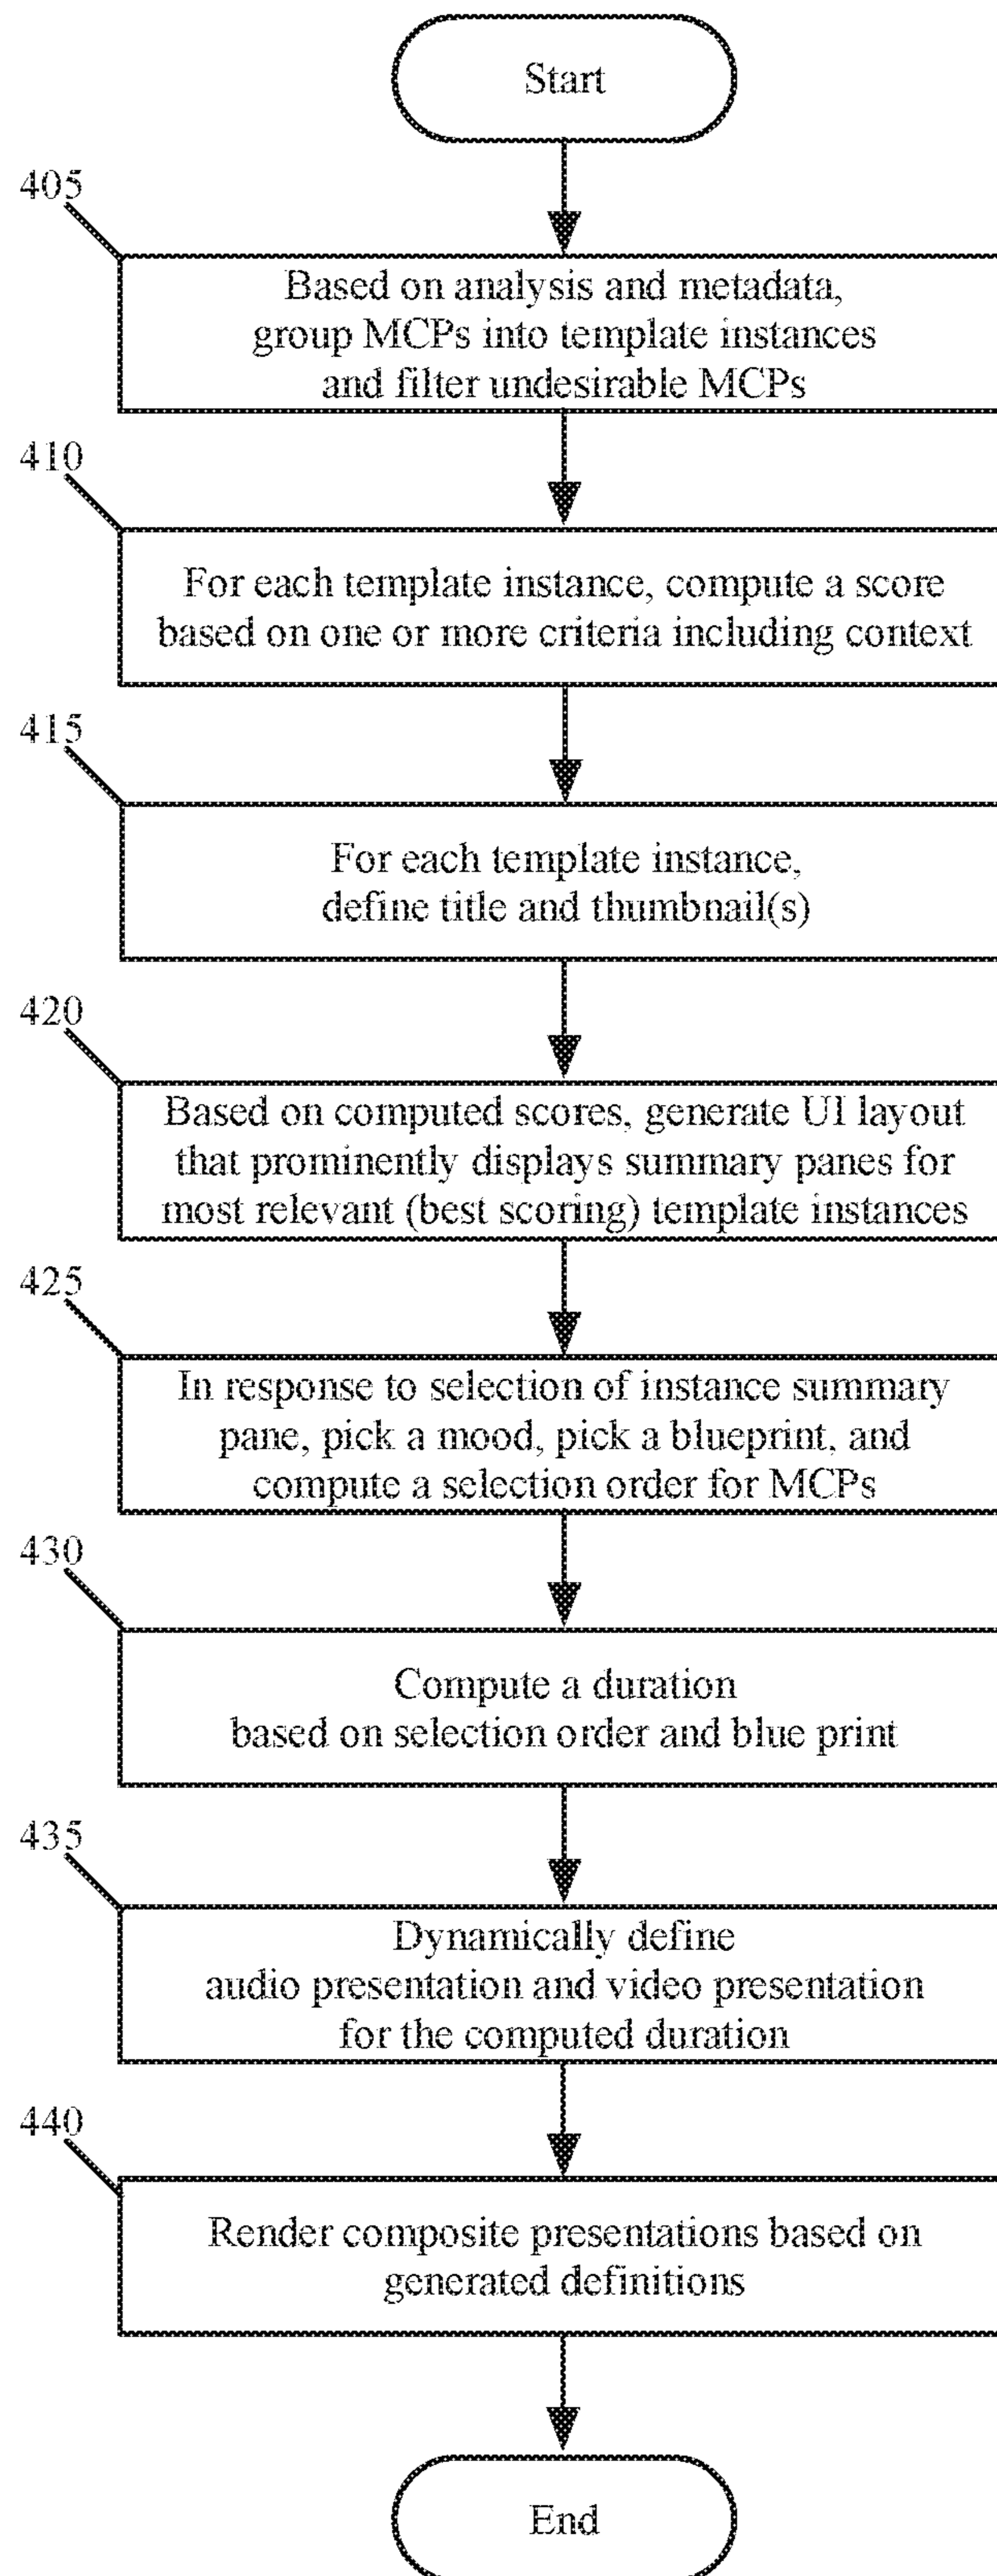 Start
405
Based on analysis and metadata,
group MCPs into template instances
and filter undesirable MCPs
410
For each template instance, compute a score
based on one or more criteria including context
415
For each template instance,
define title and thumbnail(s)
420
Based on computed scores, generate UI layout
that prominently displays summary panes for
most relevant (best scoring) template instances
425
In response to selection of instance summary
pane, pick a mood, pick a blueprint, and
compute a selection order for MCPs
430
Compute a duration
based on selection order and blue print
435
Dynamically define
audio presentation and video presentation
for the computed duration
440
Render composite presentations based on
generated definitions
End